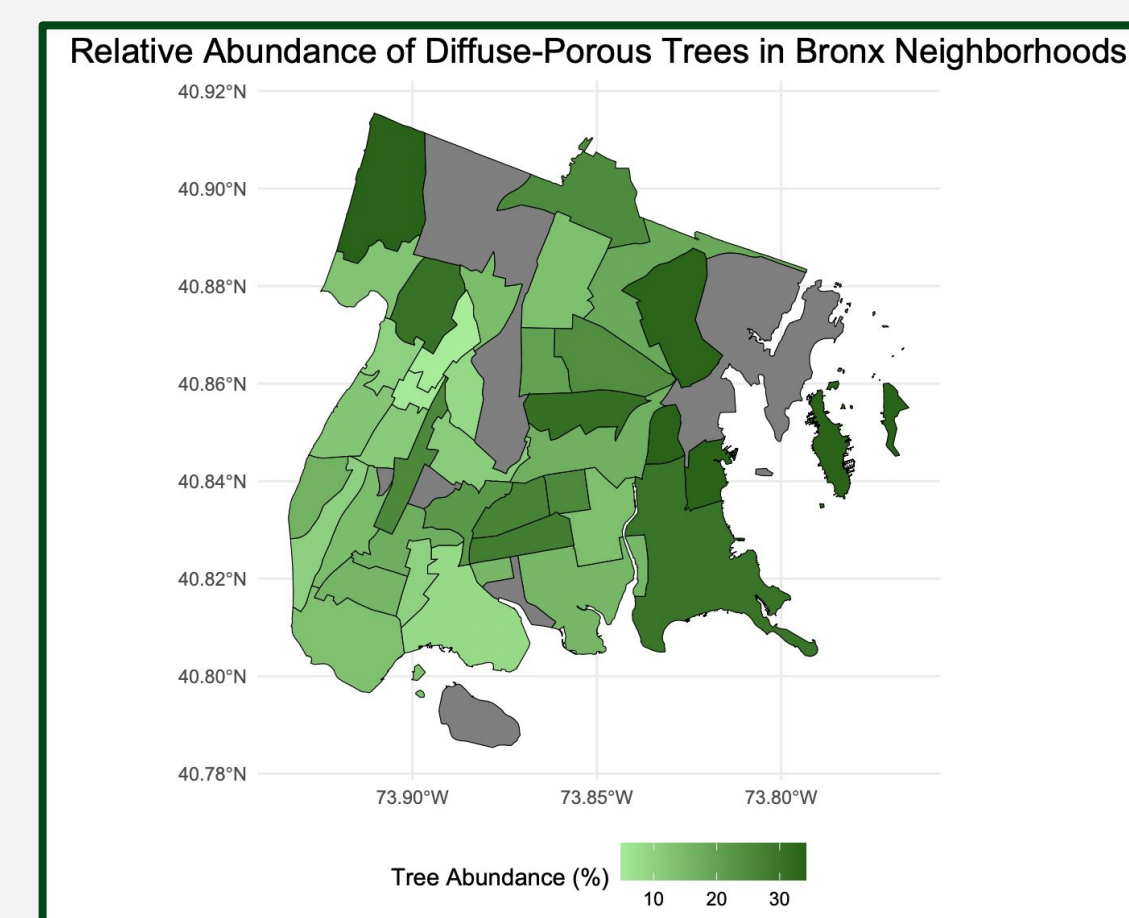 Relative Abundance of Diffuse-Porous Trees in Bronx Neighborhoods
40.92°N
40.90°N
40.88°N
40.86°N
40.84°N
40.82°N
40.80°N
40.78°N
73.90°W 73.85°W 73.80°W
Tree Abundance (%)
10 20 30